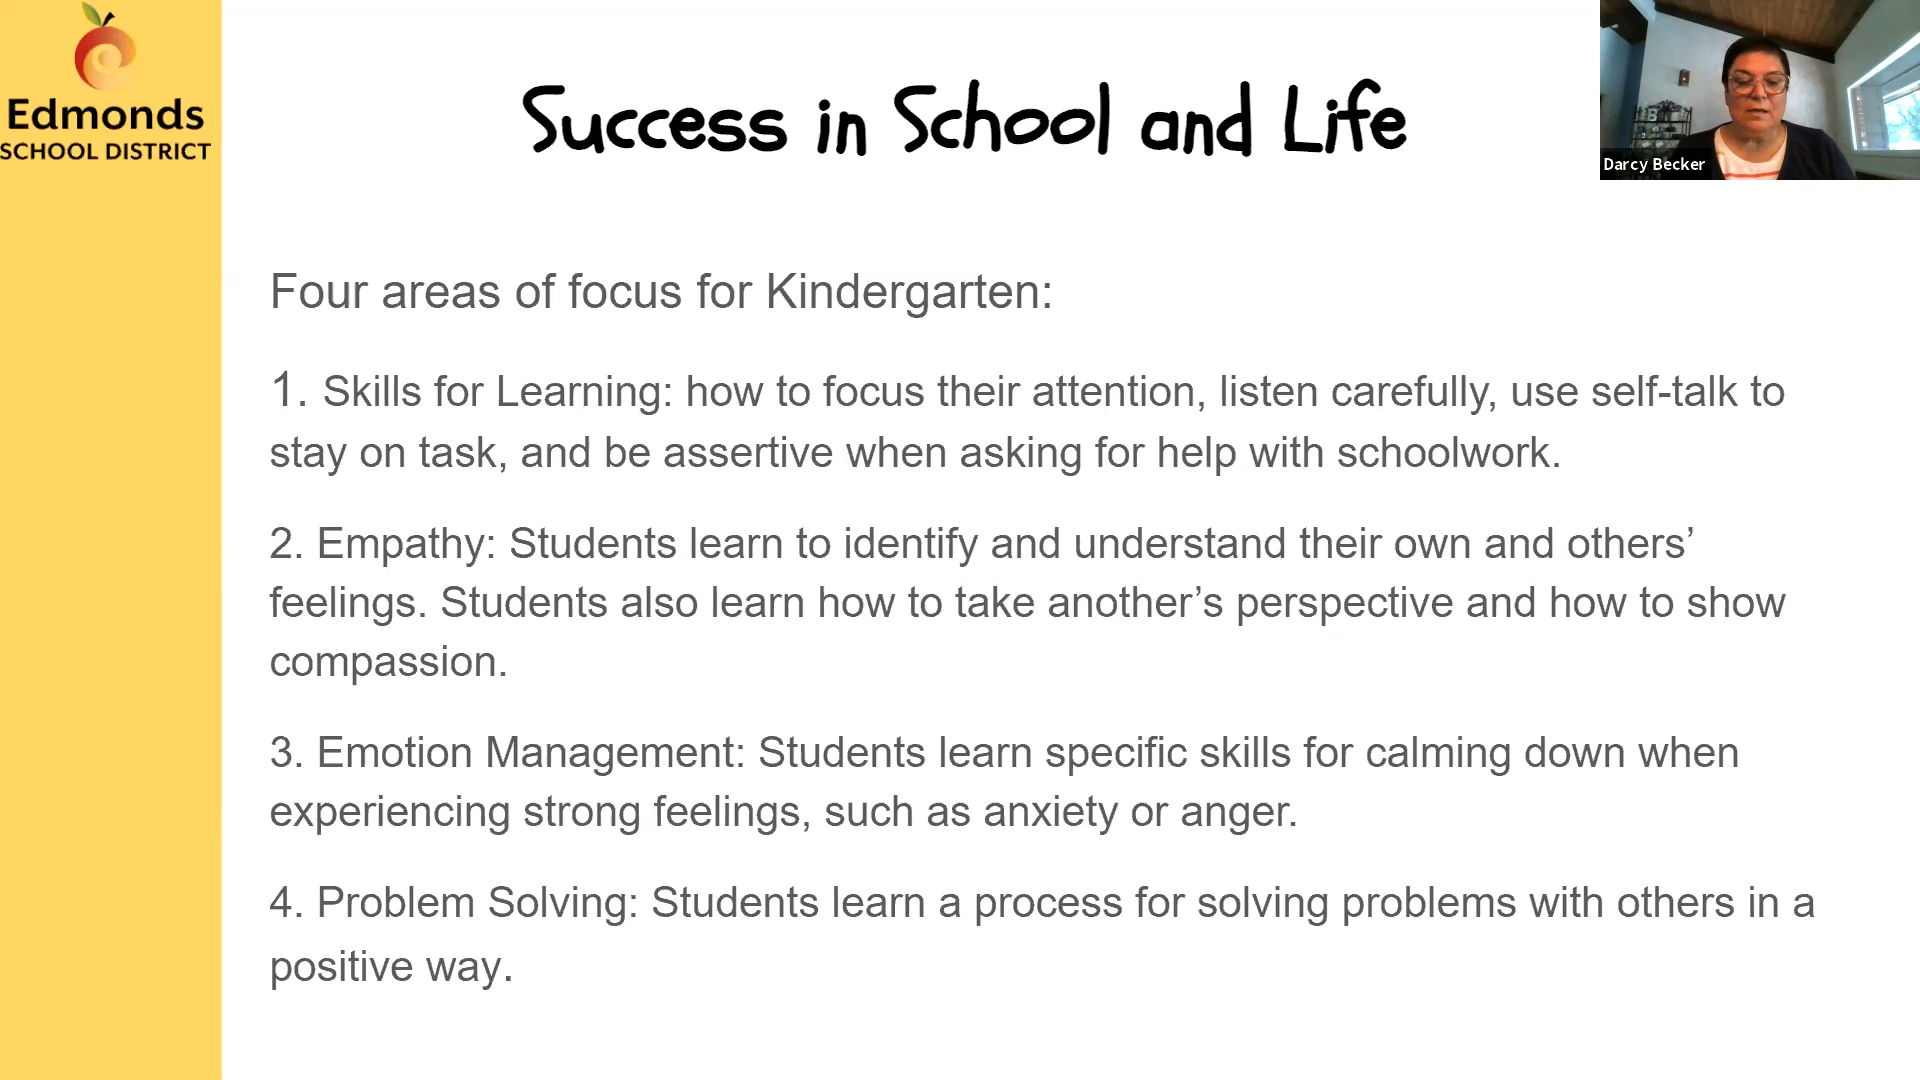 Edmonds
SCHOOL DISTRICT
Success in School and Life
Darcy Becker
Four areas of focus for Kindergarten:
1. Skills for Learning: how to focus their attention, listen carefully, use self-talk to
stay on task, and be assertive when asking for help with schoolwork.
2. Empathy: Students learn to identify and understand their own and others’
feelings. Students also learn how to take another’s perspective and how to show
compassion.
3. Emotion Management: Students learn specific skills for calming down when
experiencing strong feelings, such as anxiety or anger.
4. Problem Solving: Students learn a process for solving problems with others in a
positive way.